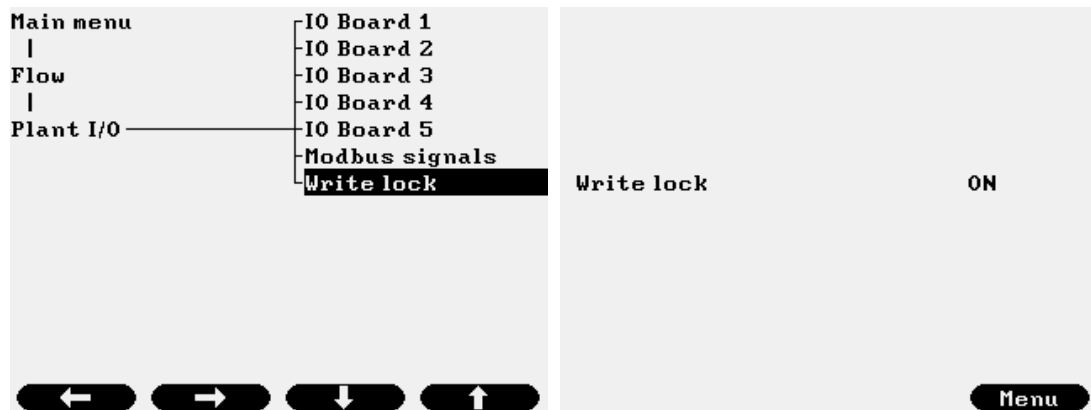 Main menu
IO Board 1
IO Board 2
Flow
IO Board 3
IO Board 4
Plant I/O
IO Board 5
Modbus signals
Write lock
Write lock ON
Menu